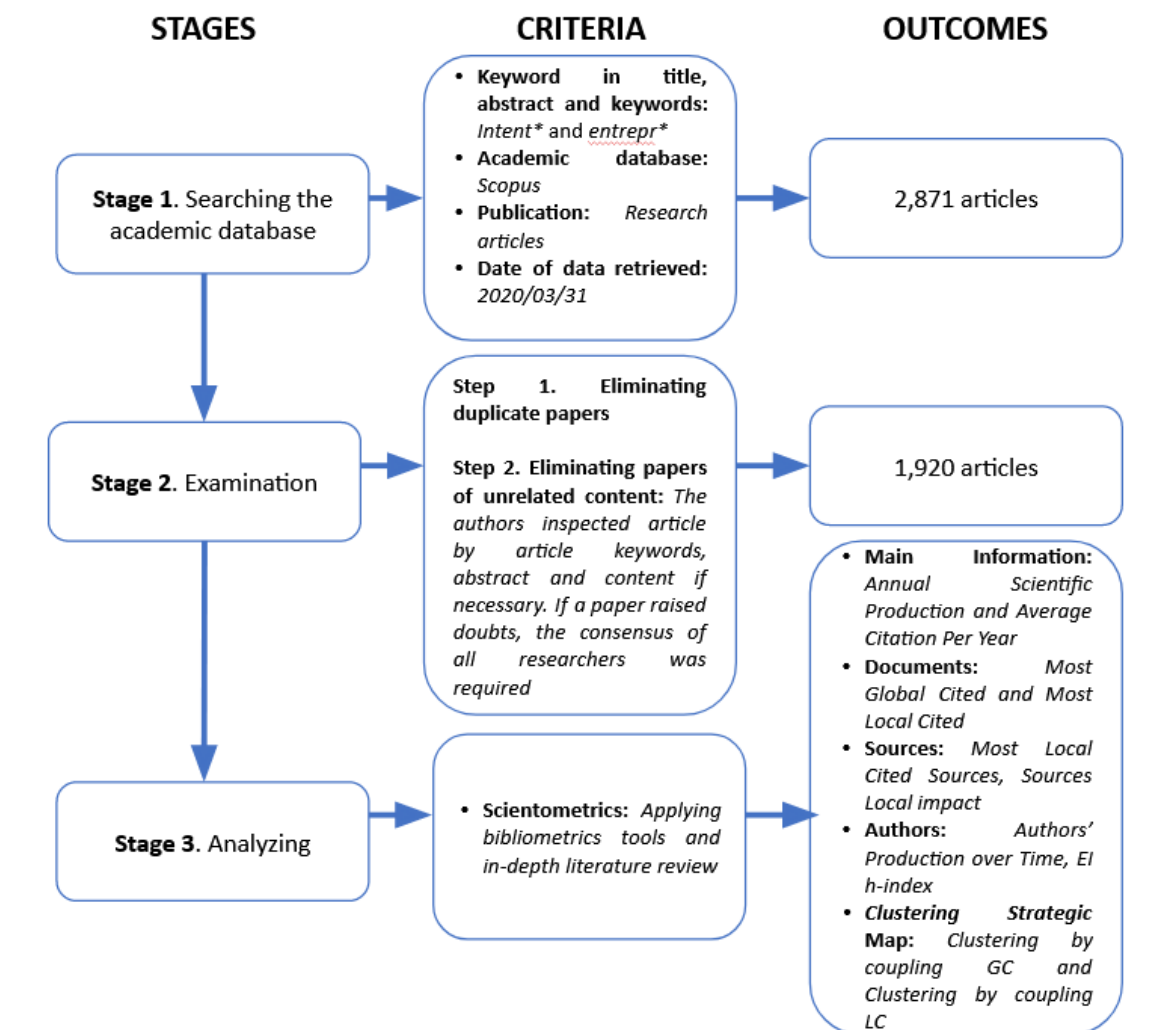 STAGES
CRITERIA
OUTCOMES
Stage 1. Searching the
academic database
• Keyword in title,
abstract and keywords:
Intent* and entrepr*
• Academic database:
Scopus
• Publication: Research
articles
• Date of data retrieved:
2020/03/31
2,871 articles
Stage 2. Examination
Step 1. Eliminating
duplicate papers
Step 2. Eliminating papers
of unrelated content: The
authors inspected article
by article keywords,
abstract and content if
necessary. If a paper raised
doubts, the consensus of
all researchers was
required
1,920 articles
Stage 3. Analyzing
• Scientometrics: Applying
bibliometrics tools and
in-depth literature review
• Main Information:
Annual Scientific
Production and Average
Citation Per Year
• Documents: Most
Global Cited and Most
Local Cited
• Sources: Most Local
Cited Sources, Sources
Local impact
• Authors: Authors’
Production over Time, EI
h-index
• Clustering Strategic
Map: Clustering by
coupling GC and
Clustering by coupling
LC